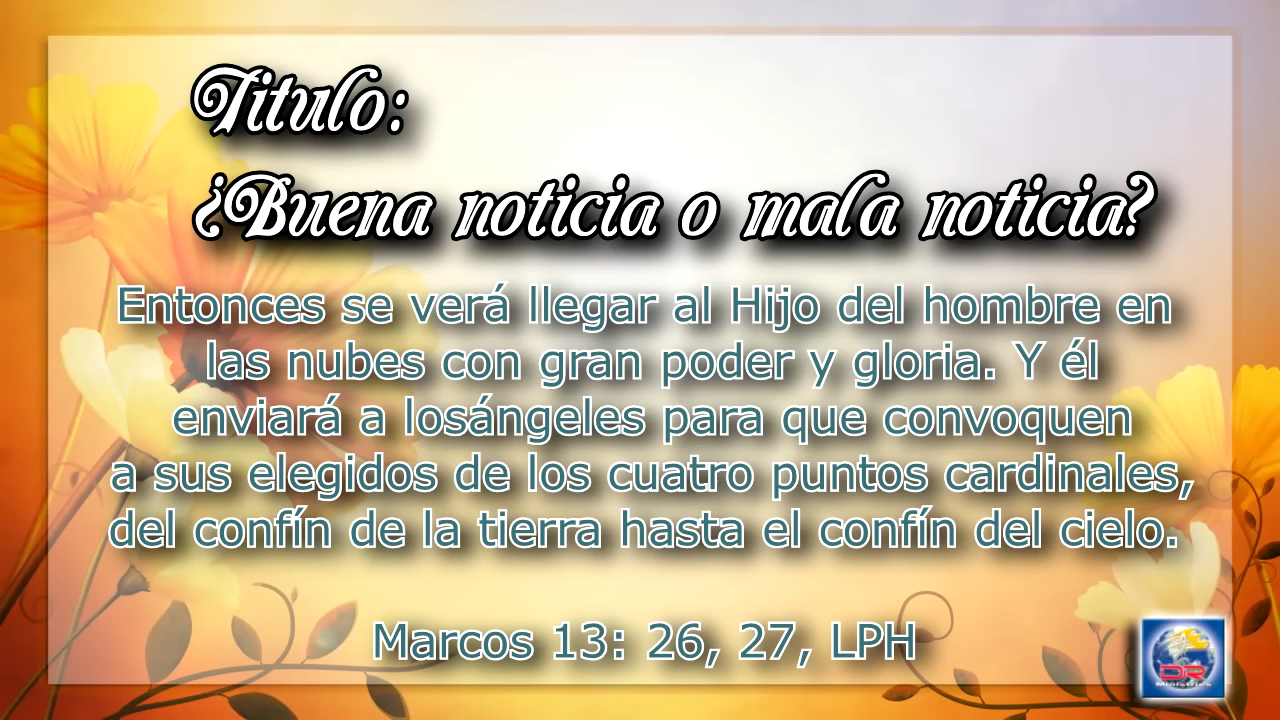 Titulo:
¿Buena noticia o mala noticia?
Entonces se verá llegar al Hijo del hombre en
las nubes con gran poder y gloria. Y él
enviará a losángeles para que convoquen
a sus elegidos de los cuatro puntos cardinales,
del confín de la tierra hasta el confín del cielo.
Marcos 13: 26, 27, LPH
DR
Ministries